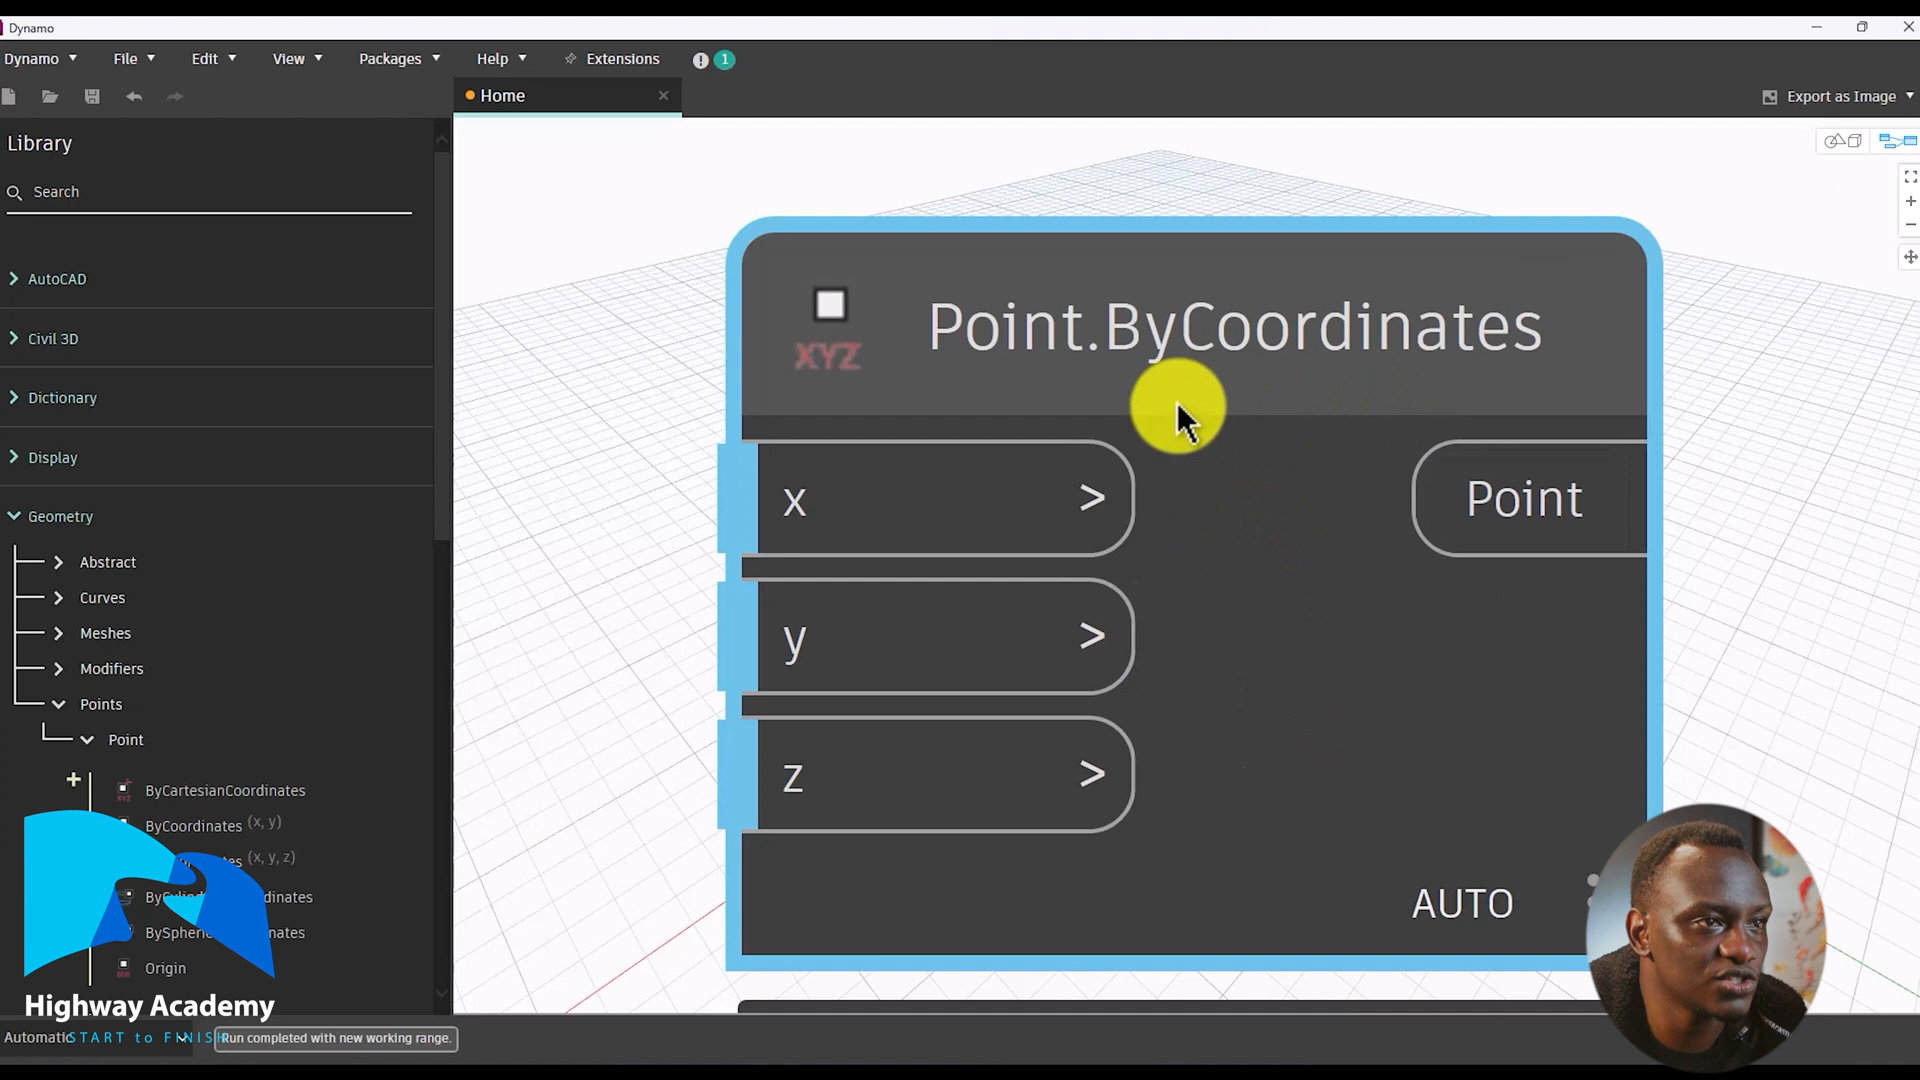 Dynamo
Dynamo File Edit View Packages Help Extensions 1
Home
Export as Image
Library
Search
AutoCAD
Civil 3D
Dictionary
Display
Geometry
Abstract
Curves
Meshes
Modifiers
Points
Point
ByCartesianCoordinates
ByCoordinates (x, y)
(x, y, z)
Origin
Point.ByCoordinates
XYZ
x >
Point
y >
z >
AUTO
Highway Academy
START to FINISH
Automatic
Run completed with new working range.